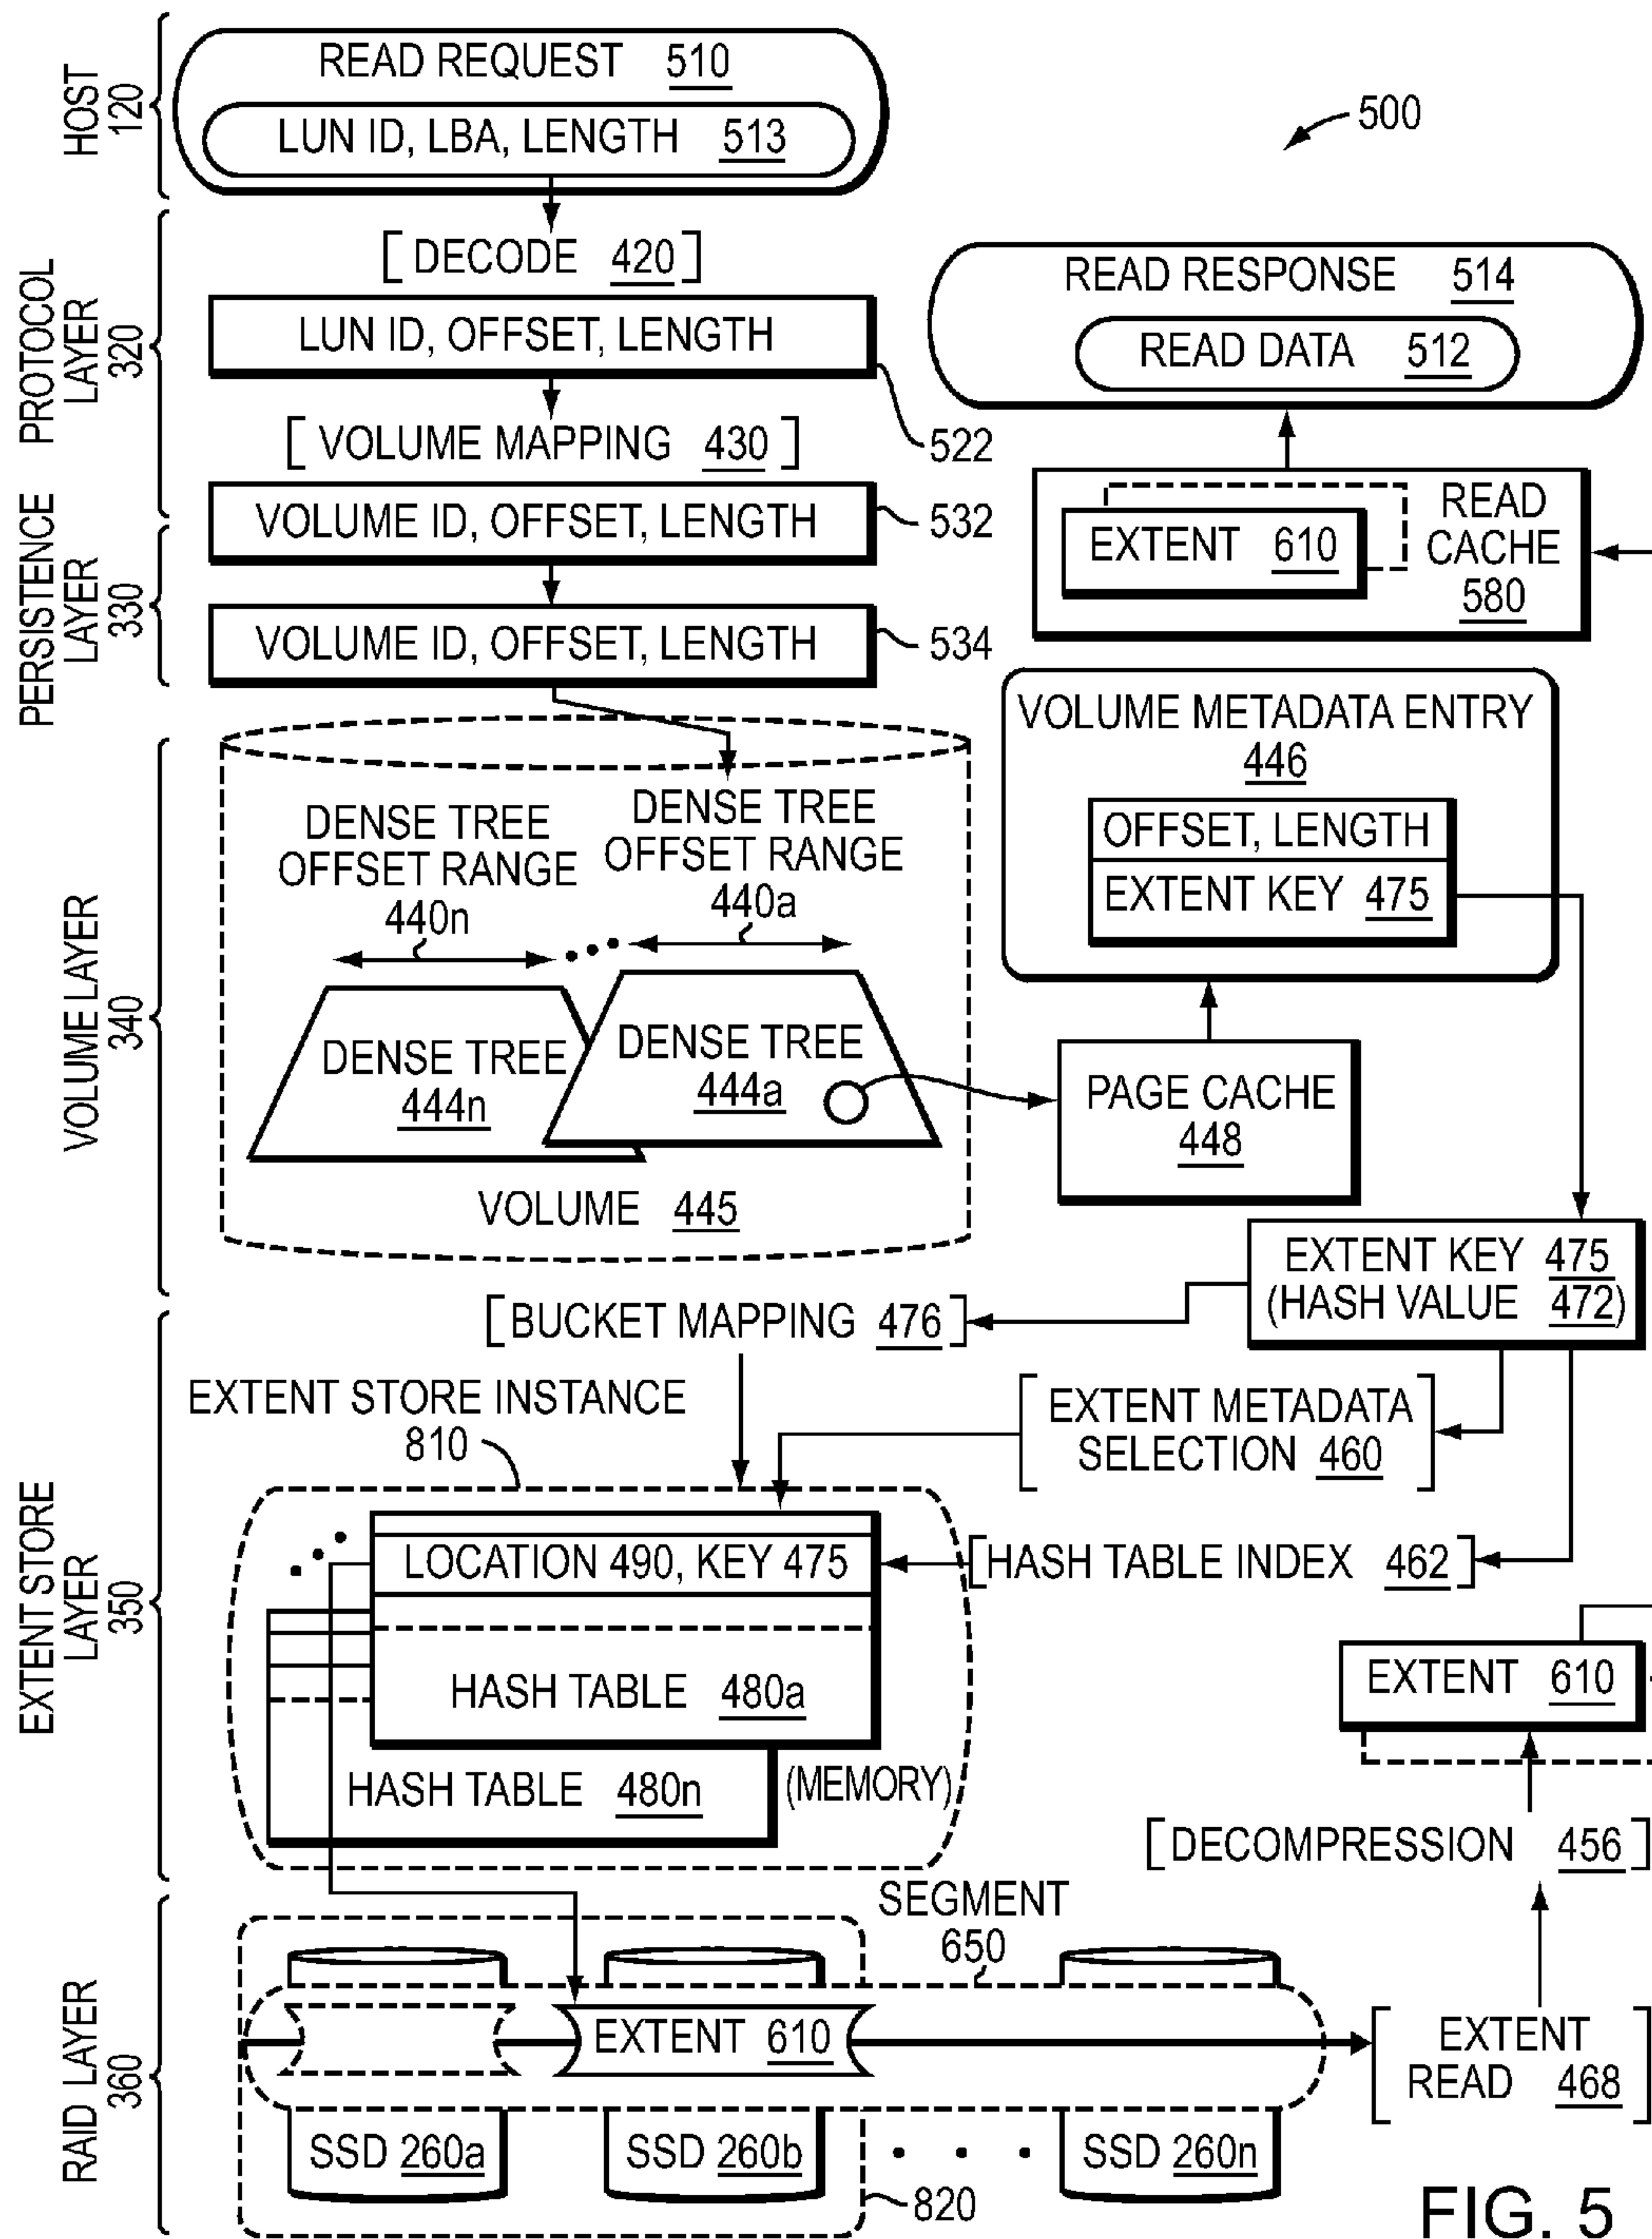 HOST
120
READ REQUEST 510
LUN ID, LBA, LENGTH 513
500
PROTOCOL
LAYER
320
[DECODE 420]
LUN ID, OFFSET, LENGTH
522
[VOLUME MAPPING 430]
VOLUME ID, OFFSET, LENGTH
532
READ RESPONSE 514
READ DATA 512
EXTENT 610
READ
CACHE
580
PERSISTENCE
LAYER
330
VOLUME ID, OFFSET, LENGTH
534
VOLUME LAYER
340
DENSE TREE
OFFSET RANGE
440n
DENSE TREE
OFFSET RANGE
440a
DENSE TREE
444n
DENSE TREE
444a
VOLUME 445
VOLUME METADATA ENTRY
446
OFFSET, LENGTH
EXTENT KEY 475
PAGE CACHE
448
EXTENT KEY 475
(HASH VALUE 472)
EXTENT STORE
LAYER
350
[BUCKET MAPPING 476]
EXTENT STORE INSTANCE
810
[EXTENT METADATA
SELECTION 460]
LOCATION 490, KEY 475
[HASH TABLE INDEX 462]
HASH TABLE 480a
HASH TABLE 480n
(MEMORY)
EXTENT 610
[DECOMPRESSION 456]
RAID LAYER
360
SEGMENT
650
EXTENT 610
[EXTENT
READ 468]
SSD 260a
SSD 260b
. . .
SSD 260n
820
FIG. 5